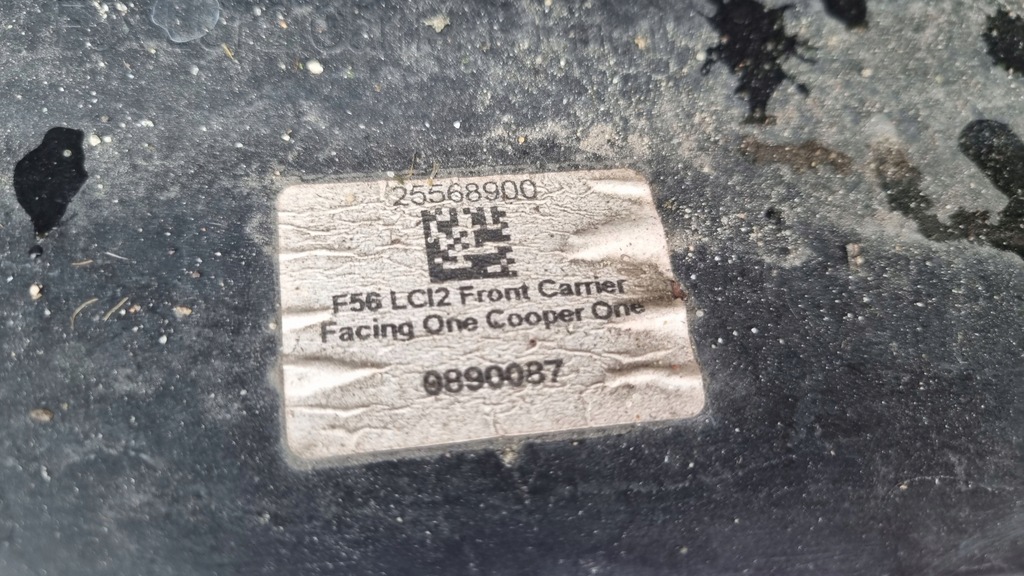 25568900
F56 LCI2 Front Carrier
Facing One Cooper One
0890087